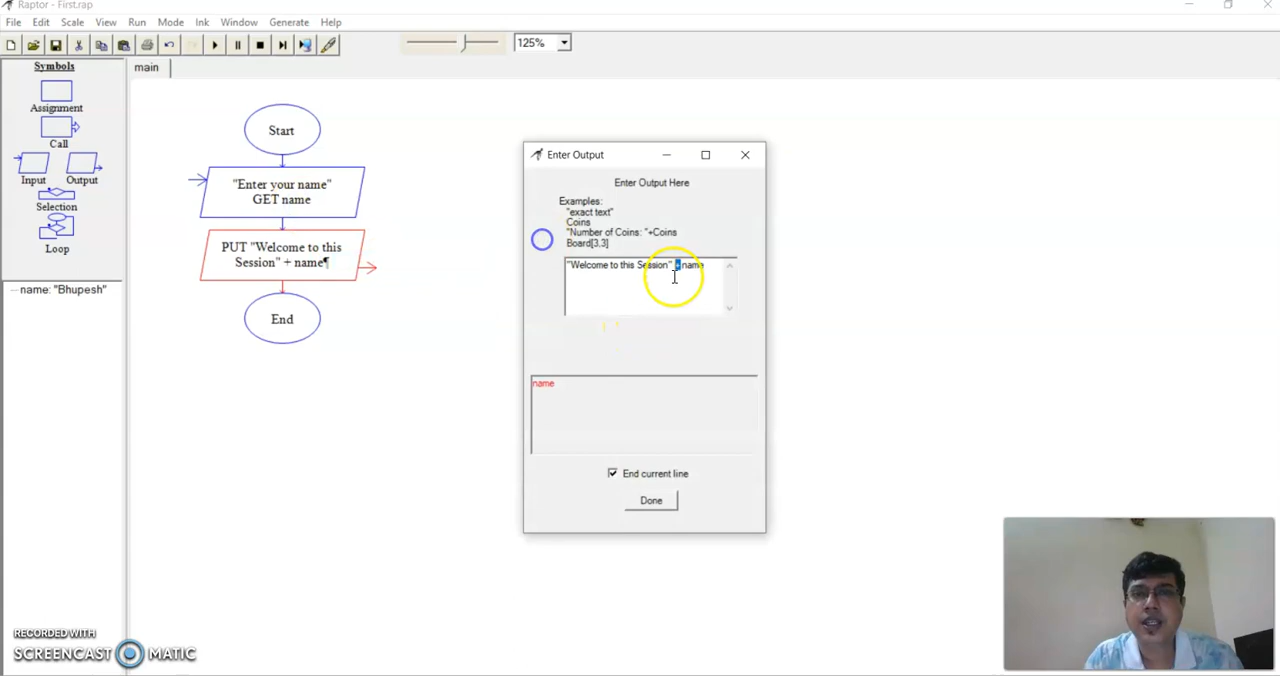 Raptor - First.rap
File Edit Scale View Run Mode Ink Window Generate Help
125%
Symbols
Assignment
Call
Input Output
Selection
Loop
name: "Bhupesh"
main
Start
"Enter your name"
GET name
PUT "Welcome to this
Session" + name¶
End
Enter Output
Enter Output Here
Examples:
"exact text"
Coins
"Number of Coins: "+Coins
Board[3,3]
"Welcome to this Session" + name
name
End current line
Done
RECORDED WITH
SCREENCAST MATIC